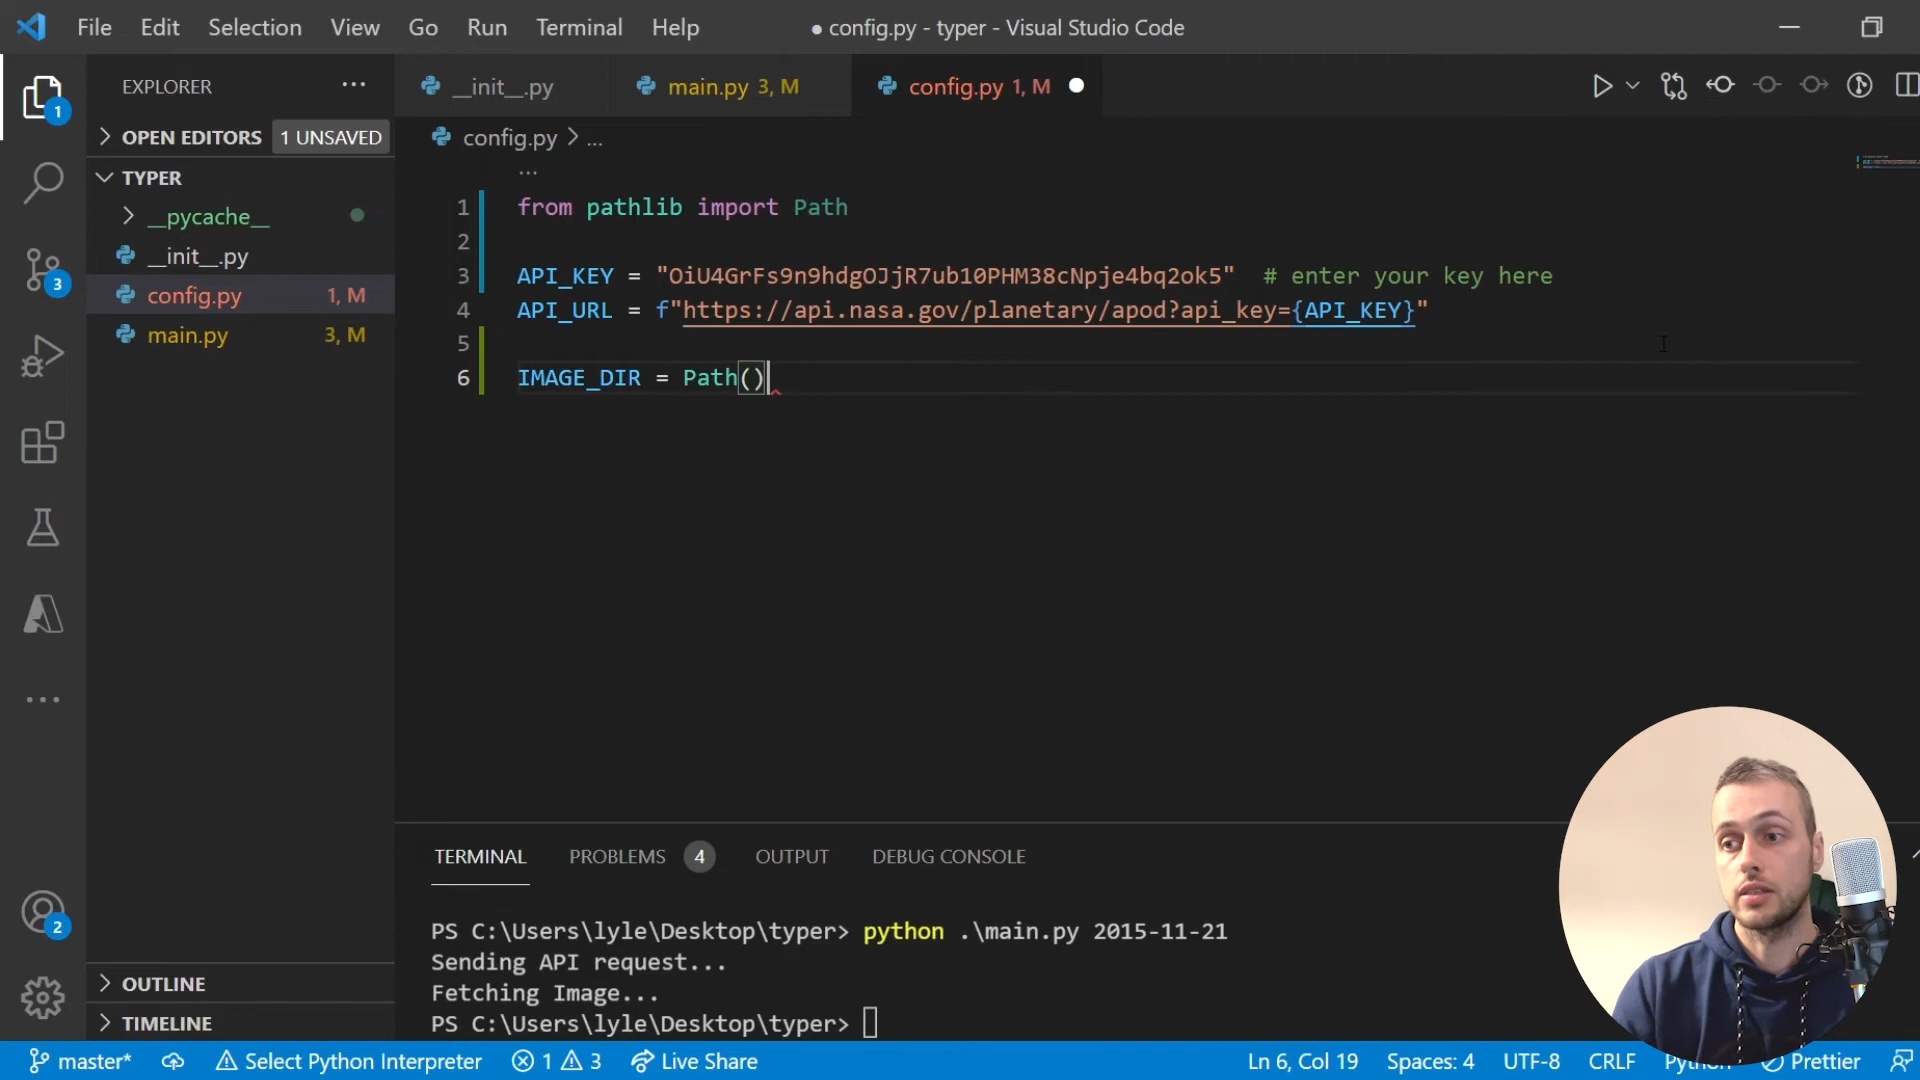 File Edit Selection View Go Run Terminal Help
● config.py - typer - Visual Studio Code
EXPLORER ...
__init__.py
main.py 3, M
config.py 1, M
OPEN EDITORS 1 UNSAVED
config.py > ...
TYPER
__pycache__
__init__.py
config.py 1, M
main.py 3, M
1
3
2
...
1 from pathlib import Path
2
3 API_KEY = "OiU4GrFs9n9hdgOJjR7ub10PHM38cNpje4bq2ok5" # enter your key here
4 API_URL = f"https://api.nasa.gov/planetary/apod?api_key={API_KEY}"
5
6 IMAGE_DIR = Path()
TERMINAL PROBLEMS 4 OUTPUT DEBUG CONSOLE
PS C:\Users\lyle\Desktop\typer> python .\main.py 2015-11-21
Sending API request...
Fetching Image...
PS C:\Users\lyle\Desktop\typer>
OUTLINE
TIMELINE
master* Select Python Interpreter 1 3 Live Share Ln 6, Col 19 Spaces: 4 UTF-8 CRLF Python Prettier